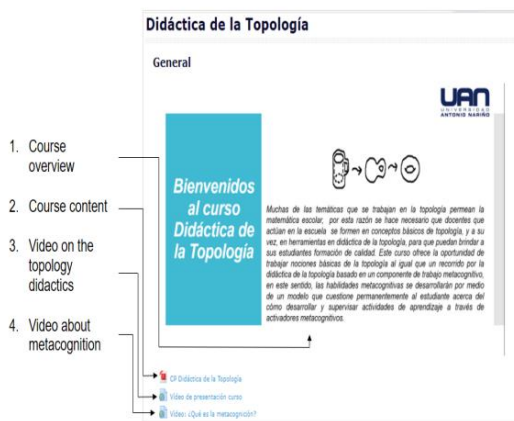 Didáctica de la Topología
General
UAN
UNIVERSIDAD
ANTONIO NARIÑO
1. Course
overview
2. Course content
3. Video on the
topology
didactics
4. Video about
metacognition
Bienvenidos
al curso
Didáctica de
la Topología
Muchas de las temáticas que se trabajan en la topología permean la
matemática escolar; por esta razón se hace necesario que docentes que
actúan en la escuela se formen en conceptos básicos de topología, y a su
vez, en herramientas en didáctica de la topología, para que puedan brindar a
sus estudiantes formación de calidad. Este curso ofrece la oportunidad de
trabajar nociones básicas de la topología al igual que un recorrido por la
didáctica de la topología basado en un componente de trabajo metacognitivo,
en este sentido, las habilidades metacognitivas se desarrollarán por medio
de un modelo que cuestione permanentemente al estudiante acerca del
cómo desarrollar y supervisar actividades de aprendizaje a través de
activadores metacognitivos.
CP Didáctica de la Topología
Video de presentación curso
Video: ¿Qué es la metacognición?